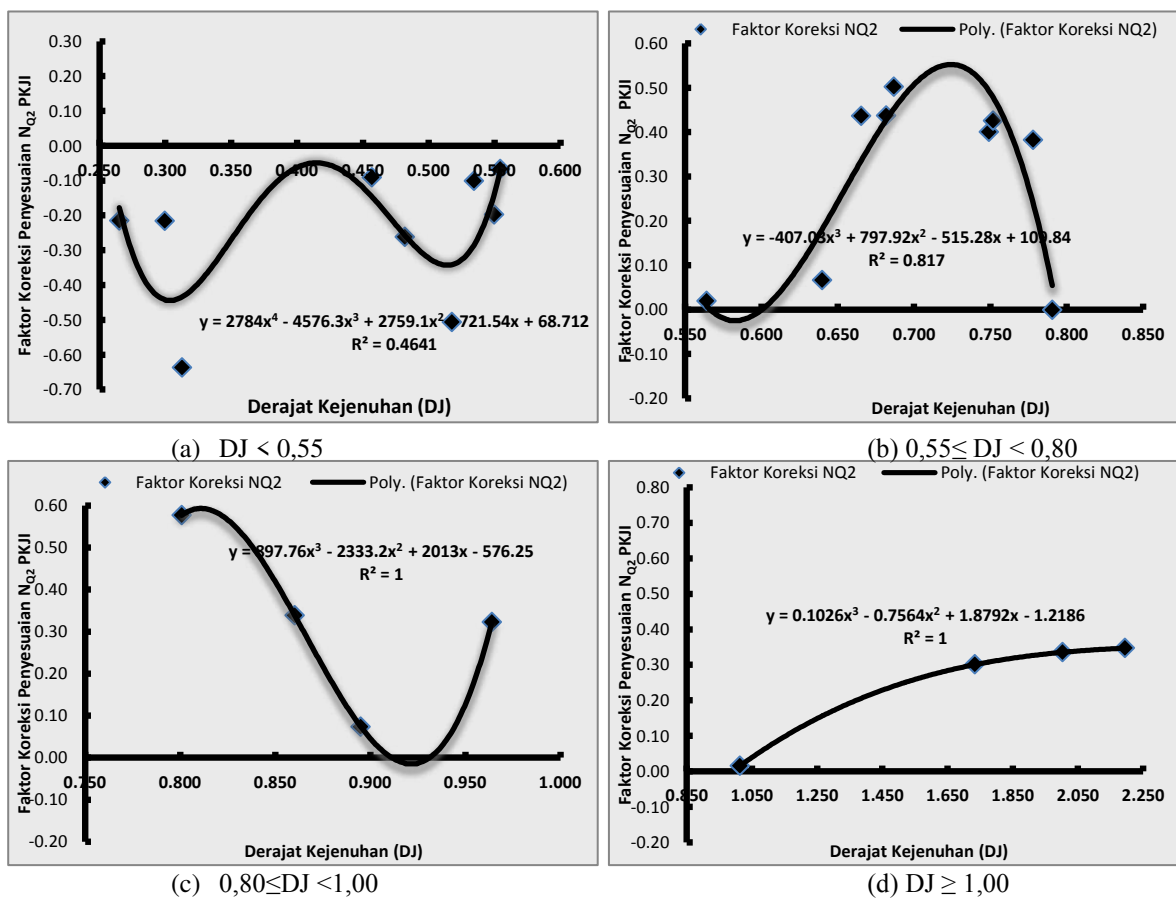 Faktor Koreksi Penyesuaian NQ2 PKJI
0.30
0.20
0.10
0.00
-0.10
-0.20
-0.30
-0.40
-0.50
-0.60
-0.70
0.250 0.300 0.350 0.400 0.450 0.500 0.550 0.600
y = 2784x⁴ - 4576.3x³ + 2759.1x² 721.54x + 68.712
R² = 0.4641
Derajat Kejenuhan (DJ)
(a) DJ < 0,55
Faktor Koreksi NQ2 Poly. (Faktor Koreksi NQ2)
Faktor Koreksi Penyesuaian NQ2 PKJI
0.60
0.50
0.40
0.30
0.20
0.10
0.00
-0.10
-0.20
0.550 0.600 0.650 0.700 0.750 0.800 0.850
y = -407.03x³ + 797.92x² - 515.28x + 109.84
R² = 0.817
Derajat Kejenuhan (DJ)
(b) 0,55≤ DJ < 0,80
Faktor Koreksi NQ2 Poly. (Faktor Koreksi NQ2)
Faktor Koreksi Penyesuaian NQ2 PKJI
0.60
0.50
0.40
0.30
0.20
0.10
0.00
-0.10
-0.20
0.750 0.800 0.850 0.900 0.950 1.000
y = 897.76x³ - 2333.2x² + 2013x - 576.25
R² = 1
Derajat Kejenuhan (DJ)
(c) 0,80≤DJ <1,00
Faktor Koreksi NQ2 Poly. (Faktor Koreksi NQ2)
Faktor Koreksi Penyesuaian NQ2 PKJI
0.80
0.70
0.60
0.50
0.40
0.30
0.20
0.10
0.00
-0.10
-0.20
0.850 1.050 1.250 1.450 1.650 1.850 2.050 2.250
y = 0.1026x³ - 0.7564x² + 1.8792x - 1.2186
R² = 1
Derajat Kejenuhan (DJ)
(d) DJ ≥ 1,00